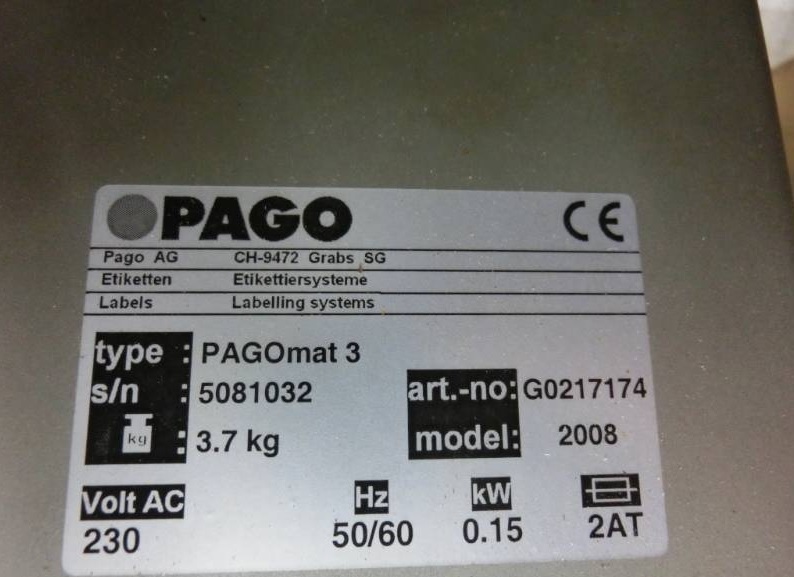 PAGO CE
Pago AG CH-9472 Grabs SG
Etiketten Etikettiersysteme
Labels Labelling systems
type : PAGOmat 3
s/n : 5081032 art.-no: G0217174
kg : 3.7 kg model: 2008
Volt AC Hz kW
230 50/60 0.15 2AT